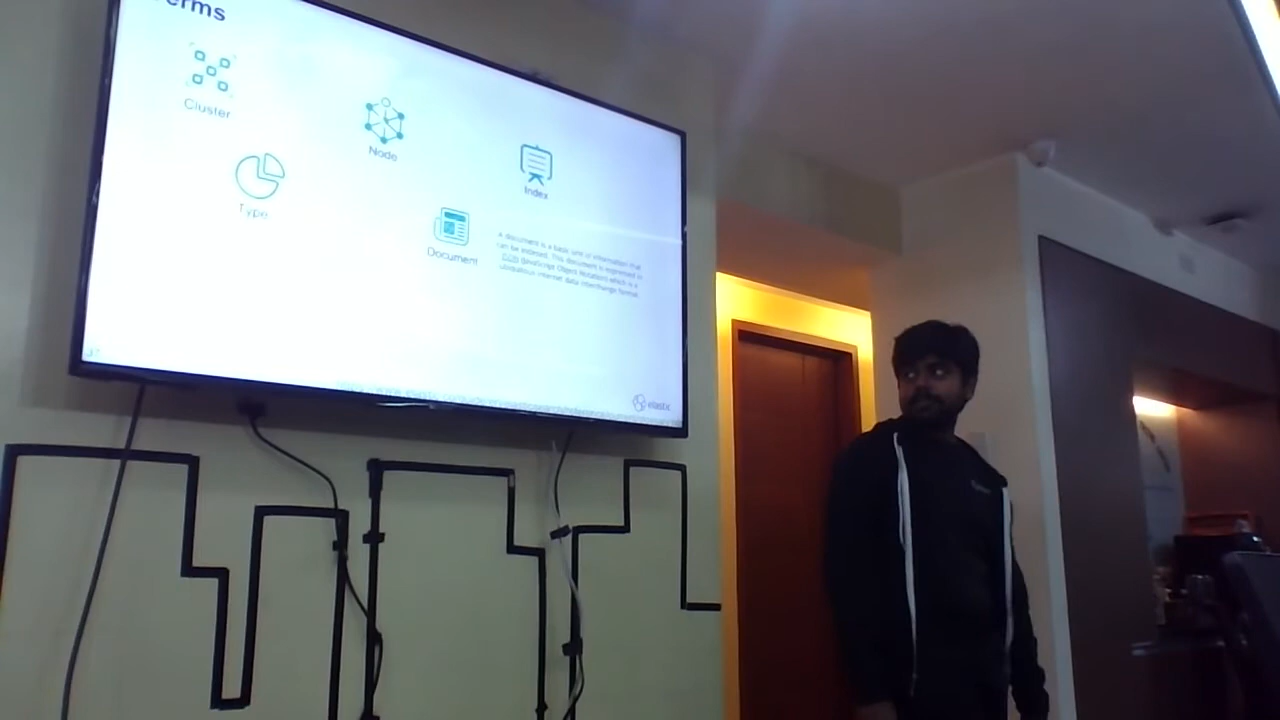 erms
Cluster
Node
Index
Type
Document
A document is a basic unit of information that
can be indexed. This document is expressed in
JSON (JavaScript Object Notation) which is a
ubiquitous internet data interchange format.
elastic